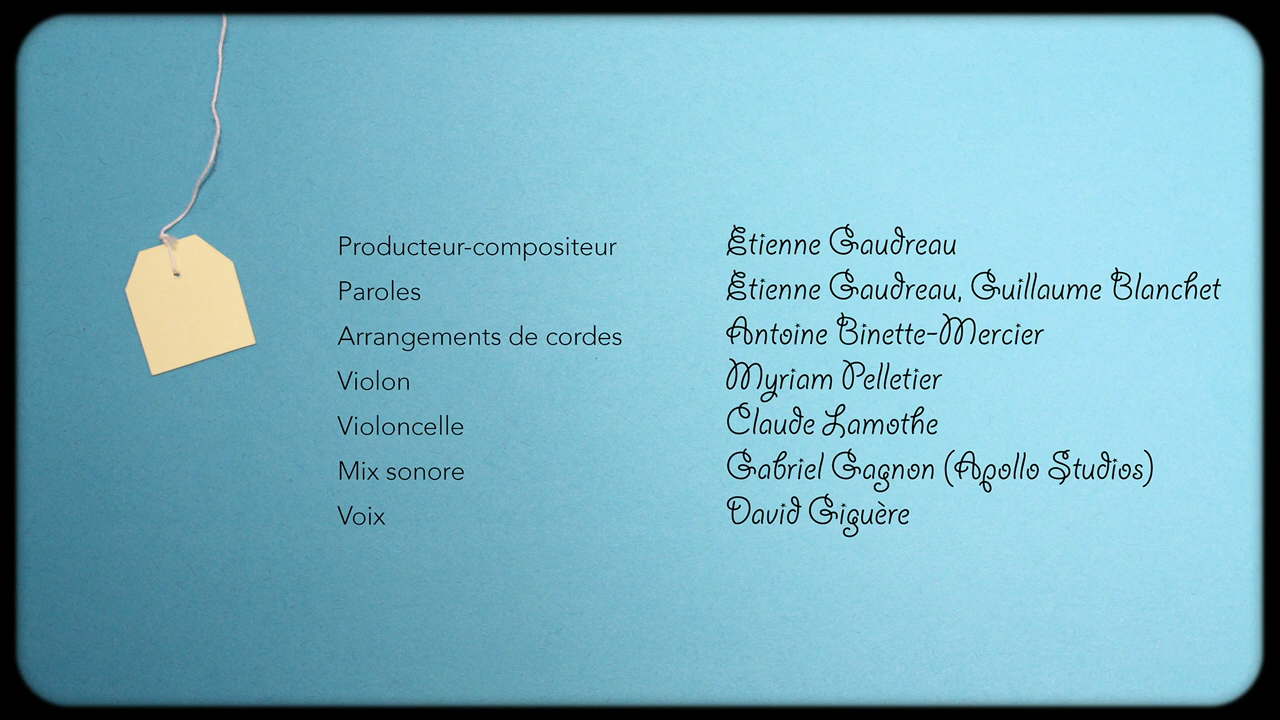 Producteur-compositeur Etienne Gaudreau
Paroles Etienne Gaudreau, Guillaume Blanchet
Arrangements de cordes Antoine Binette-Mercier
Violon Myriam Pelletier
Violoncelle Claude Lamothe
Mix sonore Gabriel Gagnon (Apollo Studios)
Voix David Giguère